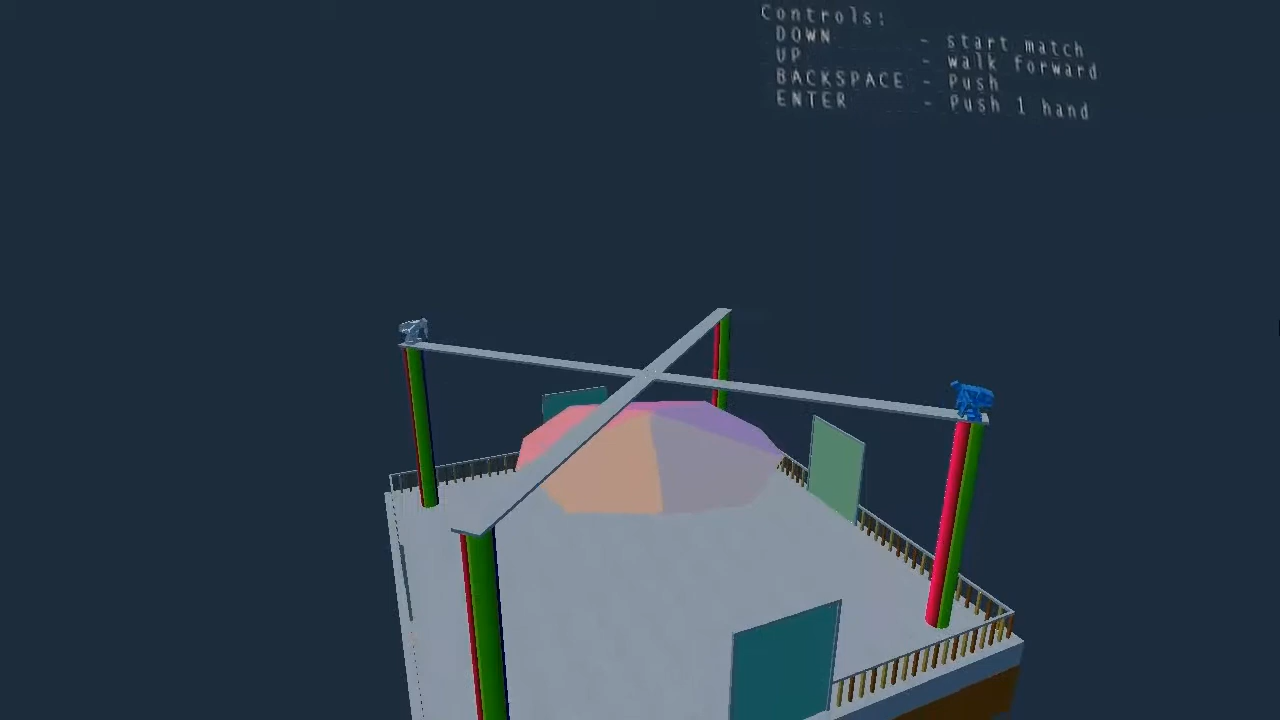 Controls:
DOWN - start match
UP - walk forward
BACKSPACE - Push
ENTER - Push 1 hand